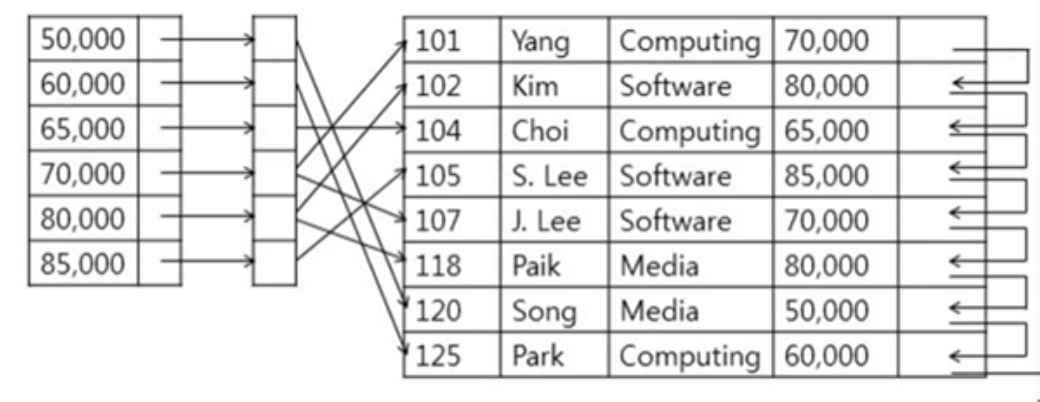 50,000 101 Yang Computing 70,000
60,000 102 Kim Software 80,000
65,000 104 Choi Computing 65,000
70,000 105 S. Lee Software 85,000
80,000 107 J. Lee Software 70,000
85,000 118 Paik Media 80,000
120 Song Media 50,000
125 Park Computing 60,000